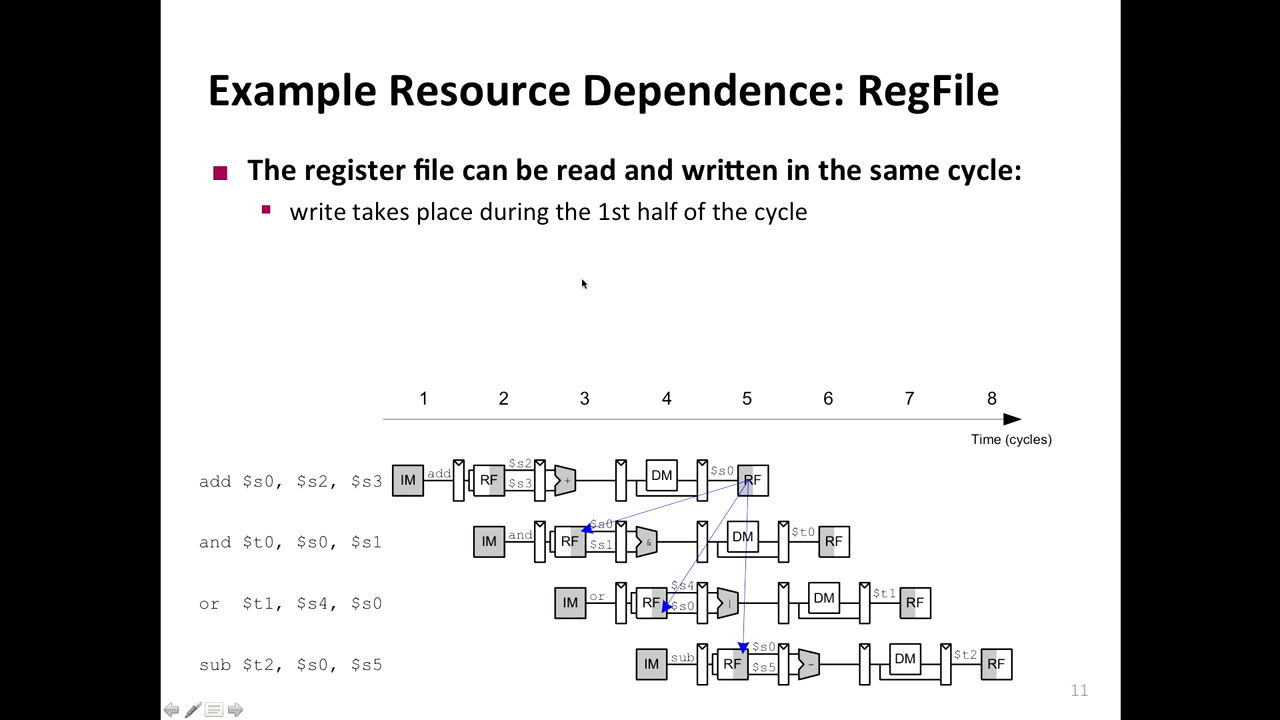 Example Resource Dependence: RegFile
The register file can be read and written in the same cycle:
write takes place during the 1st half of the cycle
1 2 3 4 5 6 7 8
Time (cycles)
add $s0, $s2, $s3 IM add RF $s2 $s3 + DM $s0 RF
and $t0, $s0, $s1 IM and RF $s0 $s1 & DM $t0 RF
or $t1, $s4, $s0 IM or RF $s4 $s0 | DM $t1 RF
sub $t2, $s0, $s5 IM sub RF $s0 $s5 - DM $t2 RF
11